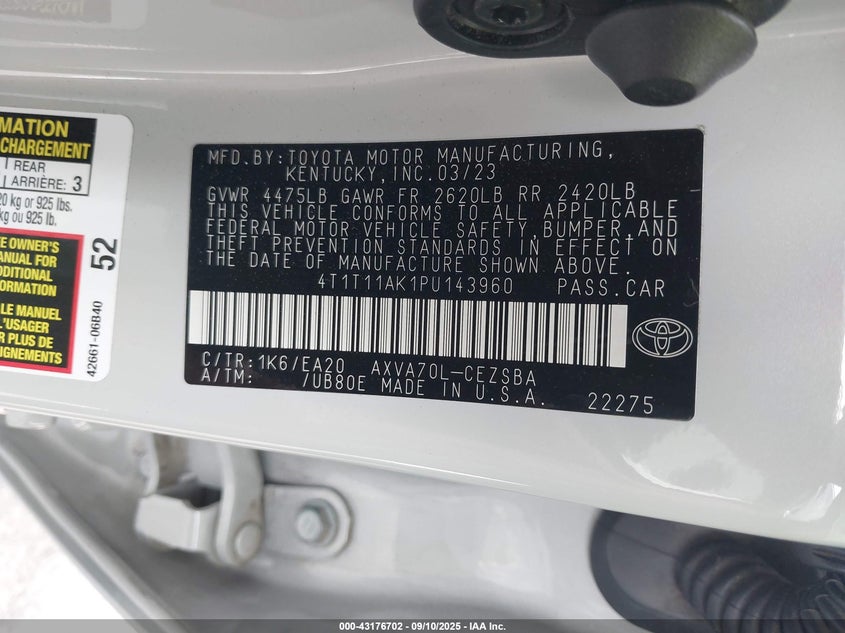 MATION
CHARGEMENT
REAR
ARRIÈRE: 3
20 kg or 925 lbs.
kg ou 925 lb.
E OWNER'S
MANUAL FOR
ADDITIONAL
INFORMATION
LE MANUEL
L'USAGER
PLUS DE
SEIGNEMENTS
52
42661-06B40
MFD.BY:TOYOTA MOTOR MANUFACTURING,
KENTUCKY,INC.03/23
GVWR 4475LB GAWR FR 2620LB RR 2420LB
THIS VEHICLE CONFORMS TO ALL APPLICABLE
FEDERAL MOTOR VEHICLE SAFETY,BUMPER,AND
THEFT PREVENTION STANDARDS IN EFFECT ON
THE DATE OF MANUFACTURE SHOWN ABOVE.
4T1T11AK1PU143960 PASS.CAR
C/TR:1K6/EA20 AXVA70L-CEZSBA
A/TM: /UB80E MADE IN U.S.A.
22275
000-43176702 - 09/10/2025 - IAA Inc.